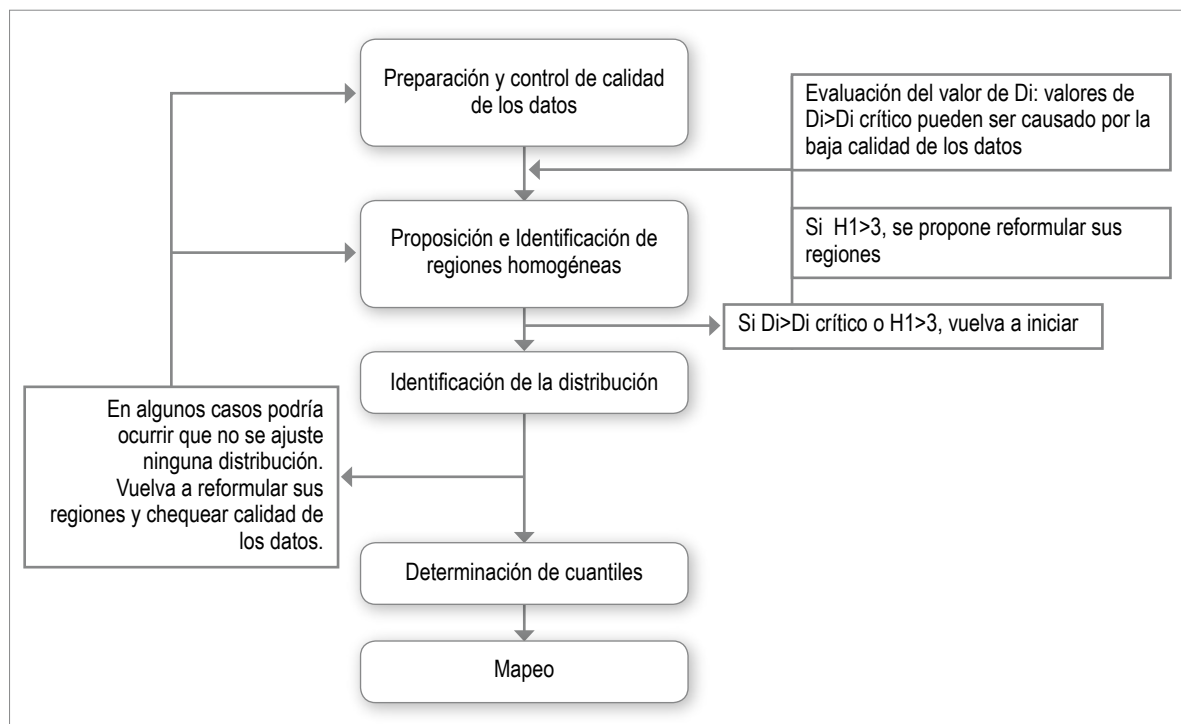 Preparación y control de calidad
de los datos
Evaluación del valor de Di: valores de
Di>Di crítico pueden ser causado por la
baja calidad de los datos
Proposición e Identificación de
regiones homogéneas
Si H1>3, se propone reformular sus
regiones
Si Di>Di crítico o H1>3, vuelva a iniciar
Identificación de la distribución
En algunos casos podría
ocurrir que no se ajuste
ninguna distribución.
Vuelva a reformular sus
regiones y chequear calidad de
los datos.
Determinación de cuantiles
Mapeo